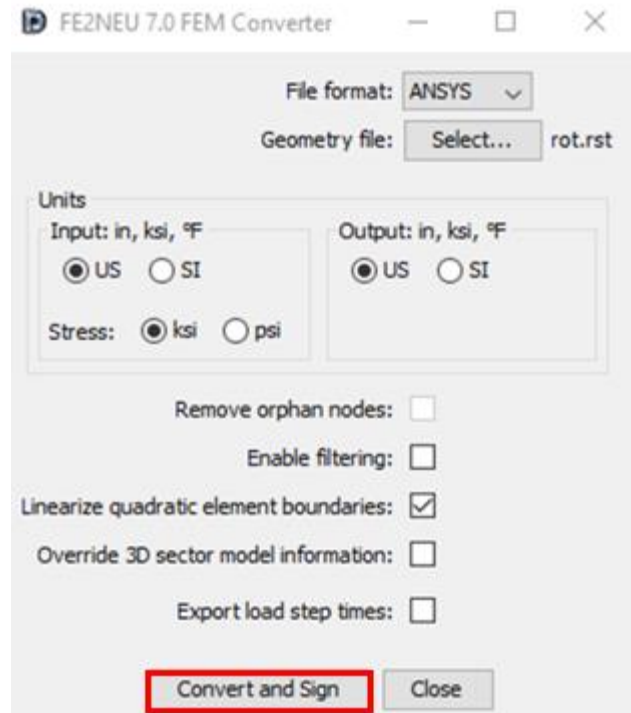 FE2NEU 7.0 FEM Converter
File format: ANSYS
Geometry file: Select... rot.rst
Units
Input: in, ksi, °F Output: in, ksi, °F
US SI US SI
Stress: ksi psi
Remove orphan nodes:
Enable filtering:
Linearize quadratic element boundaries:
Override 3D sector model information:
Export load step times:
Convert and Sign Close